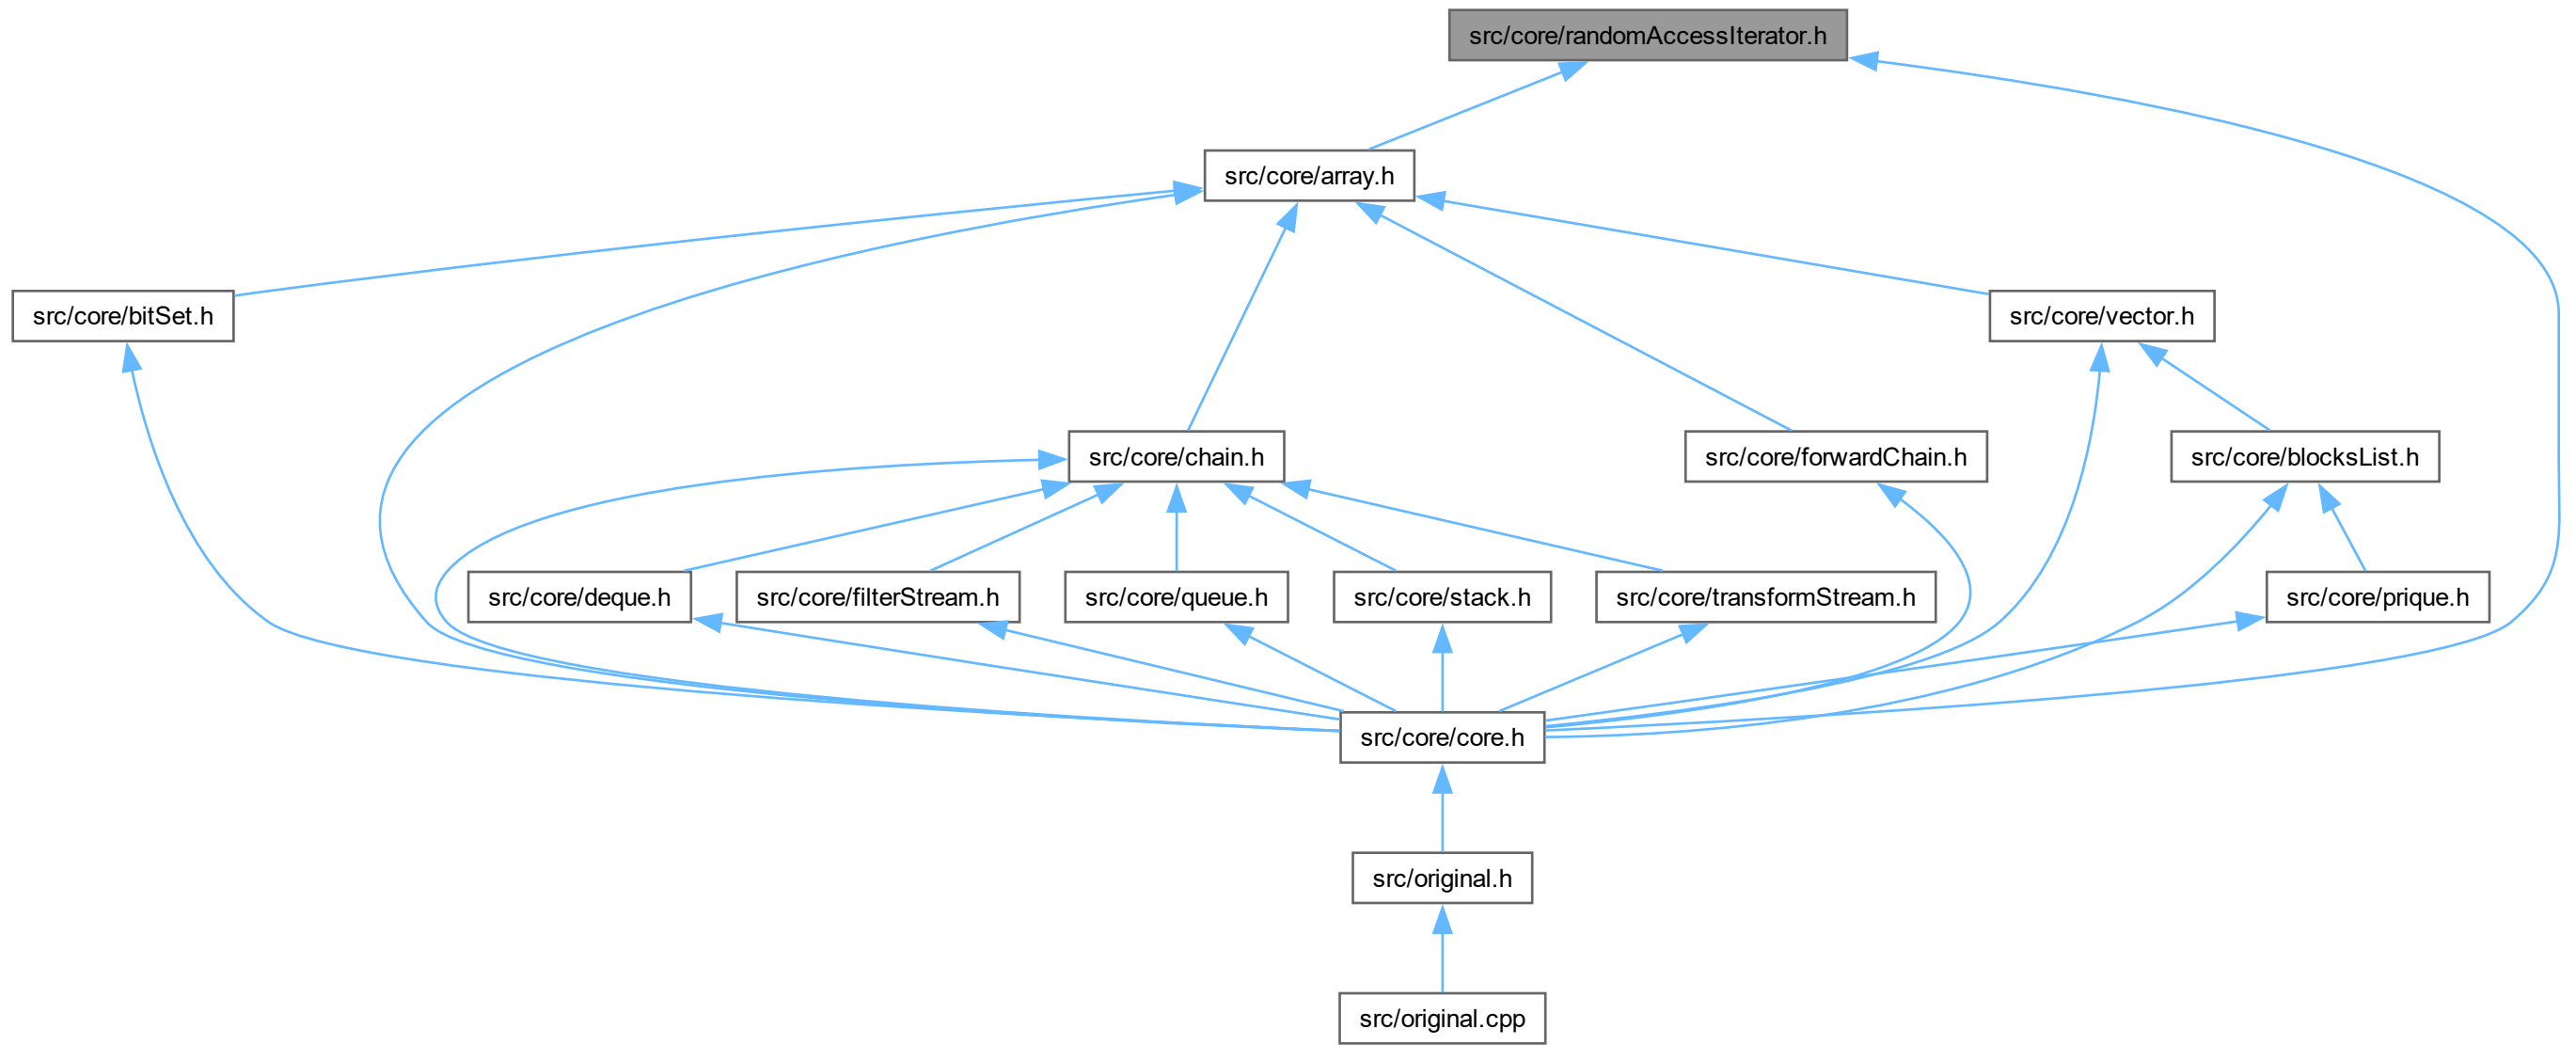 src/core/randomAccessIterator.h
src/core/array.h
src/core/bitSet.h
src/core/vector.h
src/core/chain.h
src/core/forwardChain.h
src/core/blocksList.h
src/core/deque.h
src/core/filterStream.h
src/core/queue.h
src/core/stack.h
src/core/transformStream.h
src/core/prique.h
src/core/core.h
src/original.h
src/original.cpp